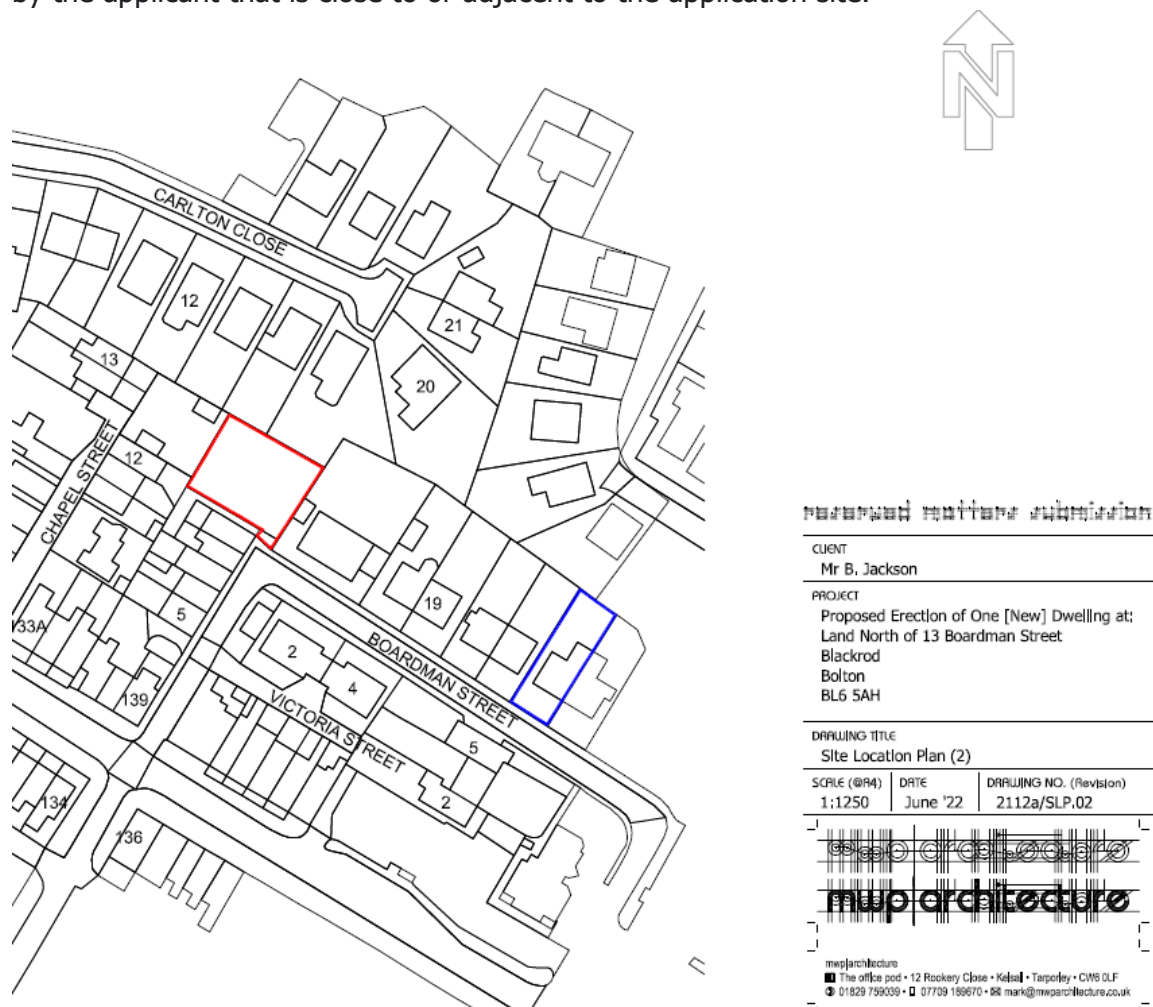 by the applicant that is close to or adjacent to the application site.
N
CARLTON CLOSE
12
21
20
13
12
CHAPEL STREET
19
5
33A
2
BOARDMAN STREET
4
139
VICTORIA STREET
5
2
134
136
reserved matters submission
CLIENT
Mr B. Jackson
PROJECT
Proposed Erection of One [New] Dwelling at:
Land North of 13 Boardman Street
Blackrod
Bolton
BL6 5AH
DRAWING TITLE
Site Location Plan (2)
SCALE (@A4) DATE DRAWING NO. (Revision)
1:1250 June '22 2112a/SLP.02
mwp architecture
mwp|architecture
The office pod • 12 Rookery Close • Kelsall • Tarporley • CW6 0LF
01829 759039 • 07709 189670 • mark@mwparchitecture.co.uk